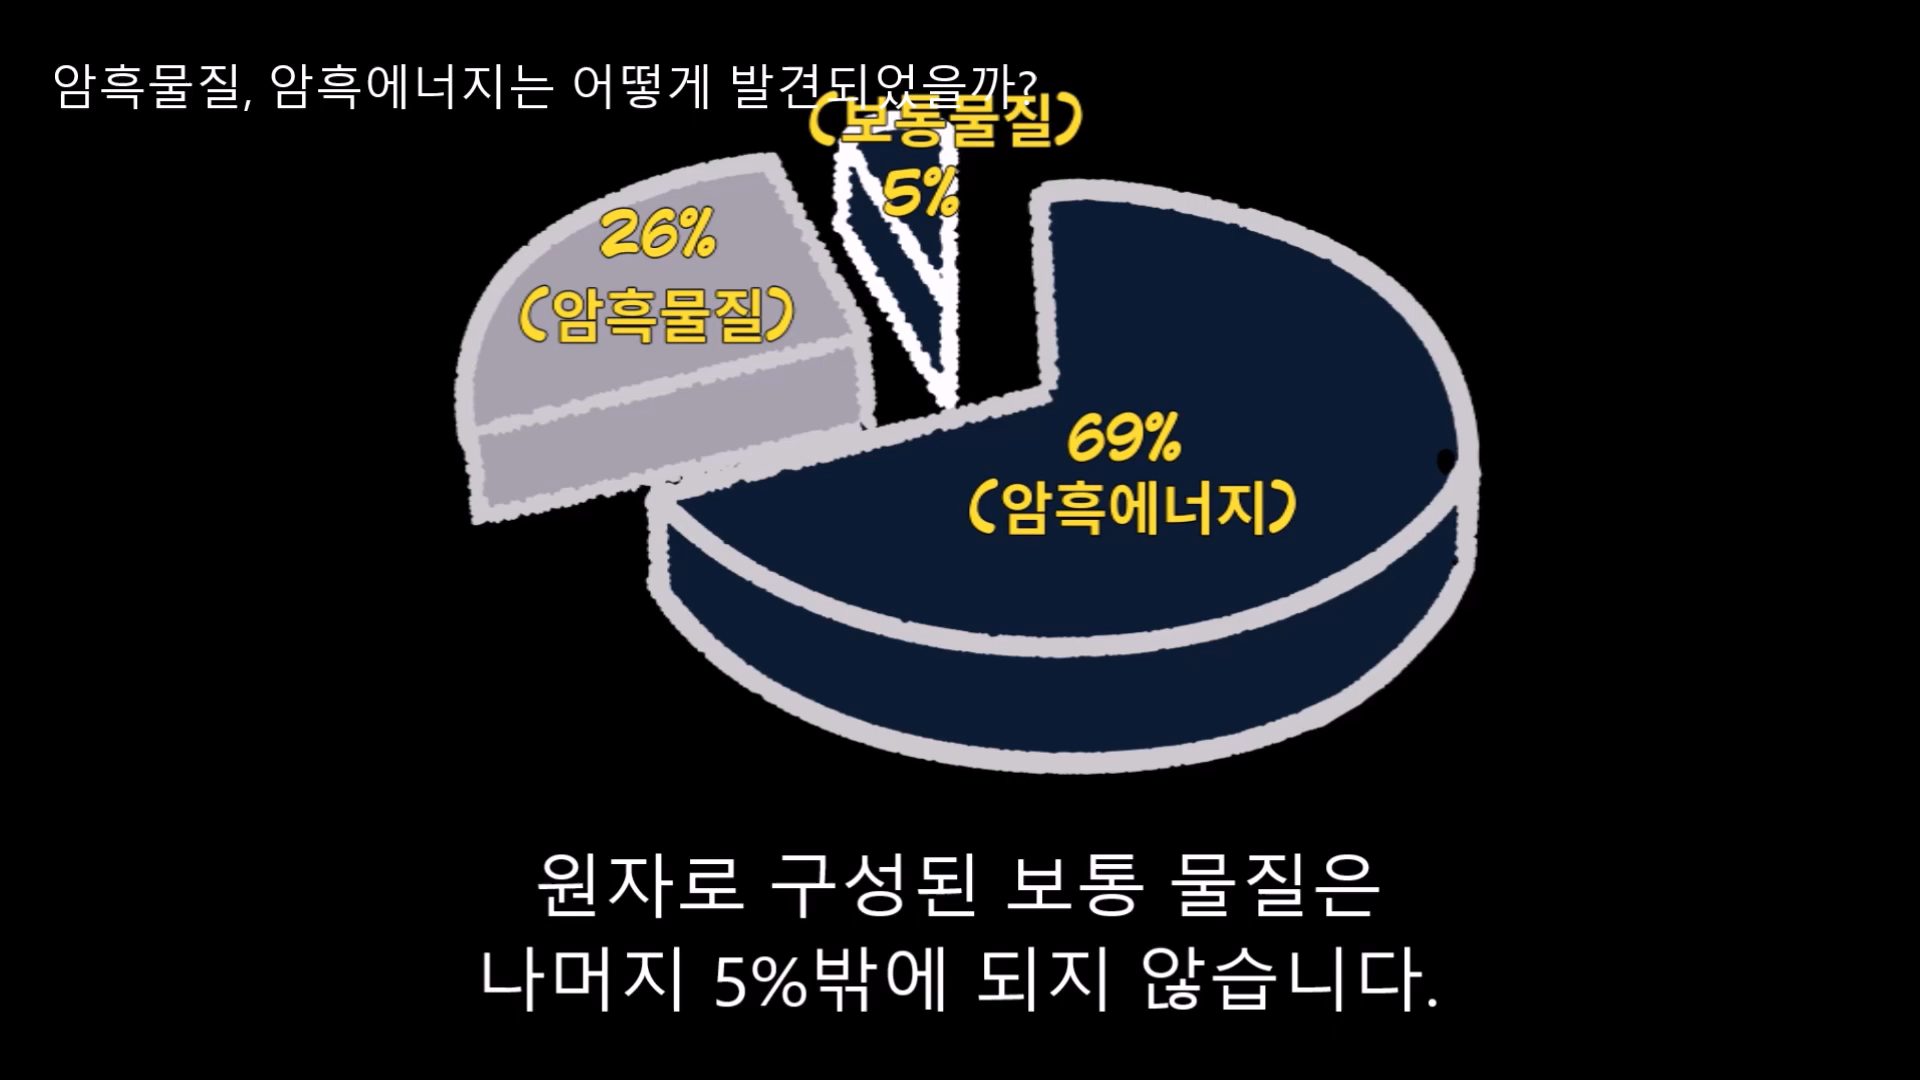 암흑물질, 암흑에너지는 어떻게 발견되었을까?
(보통물질)
5%
26%
(암흑물질)
69%
(암흑에너지)
원자로 구성된 보통 물질은
나머지 5%밖에 되지 않습니다.